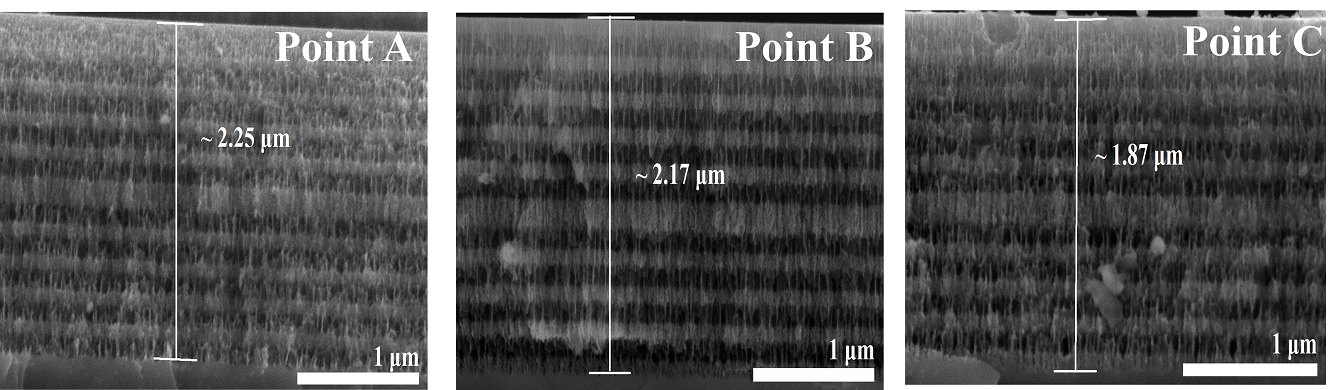 Point A
~ 2.25 µm
1 µm
Point B
~ 2.17 µm
1 µm
Point C
~ 1.87 µm
1 µm